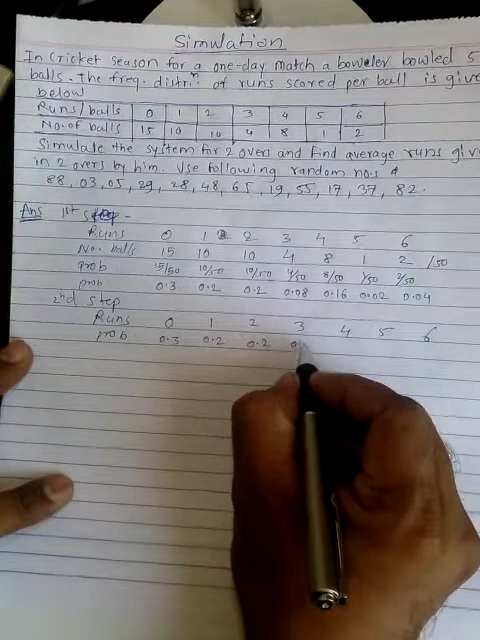 Simulation
In Cricket season for a one-day match a boweler bowled 5
balls. The freq. distriⁿ of runs scored per ball is give
below
Runs/balls 0 1 2 3 4 5 6
No. of balls 15 10 10 4 8 1 2
Simulate the system for 2 overs and find average runs giv
in 2 overs by him. Use following random no.s
88, 03, 05, 29, 28, 48, 65, 19, 55, 17, 37, 82.
Ans 1st step -
Runs 0 1 2 3 4 5 6
No. balls 15 10 10 4 8 1 2 /50
prob 15/50 10/50 10/50 4/50 8/50 1/50 2/50
prob. 0.3 0.2 0.2 0.08 0.16 0.02 0.04
2nd step
Runs 0 1 2 3 4 5 6
prob. 0.3 0.2 0.2 0